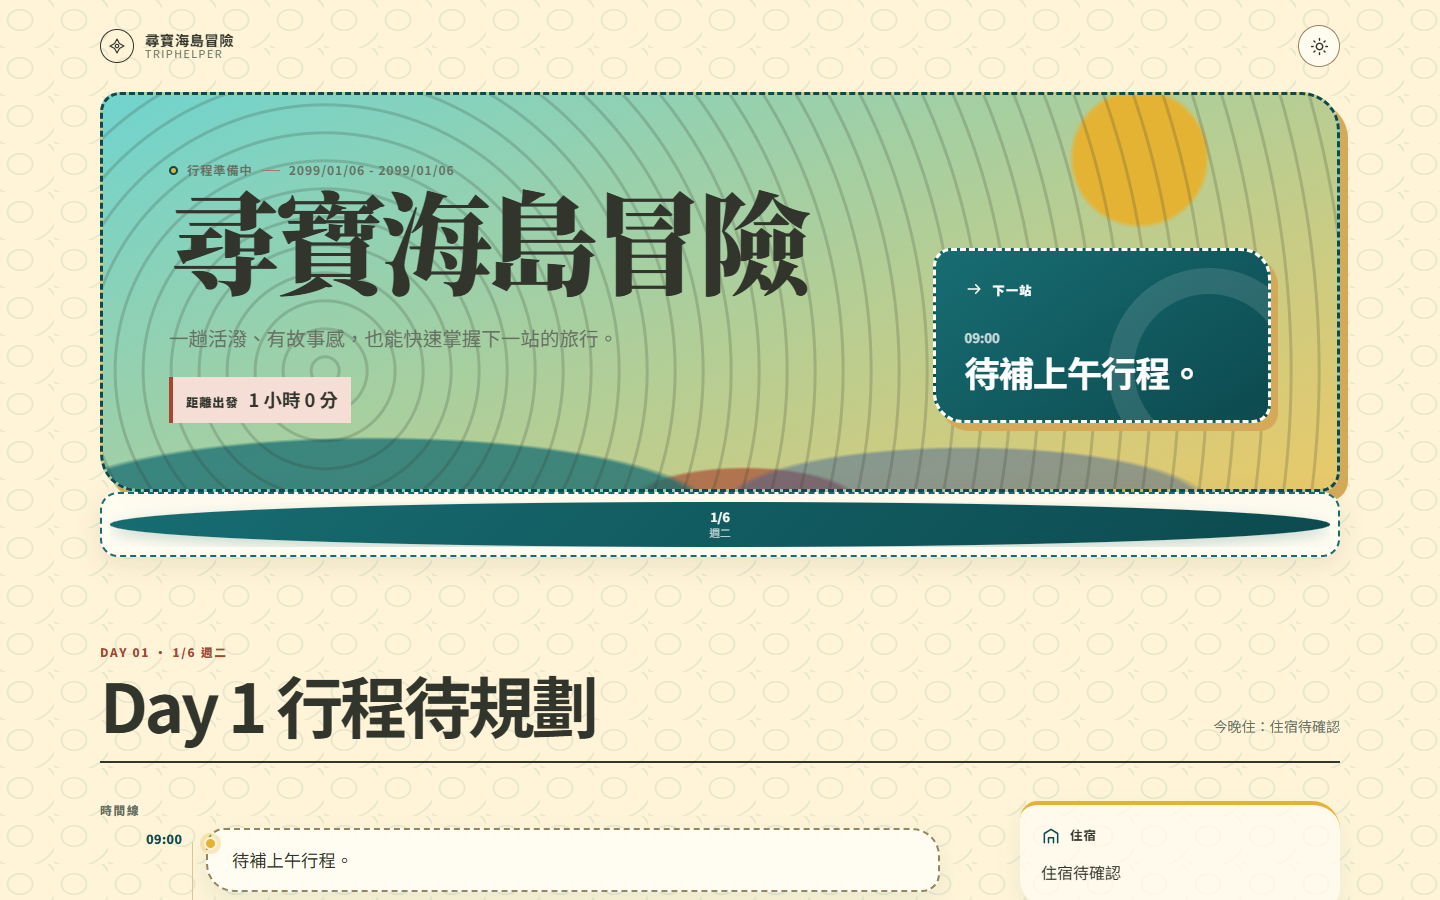 尋寶海島冒險
TRIPHELPER
行程準備中 — 2099/01/06 - 2099/01/06
尋寶海島冒險
一趟活潑、有故事感，也能快速掌握下一站的旅行。
距離出發 1 小時 0 分
→ 下一站
09:00
待補上午行程。
1/6
週二
DAY 01 · 1/6 週二
Day 1 行程待規劃
今晚住：住宿待確認
時間線
09:00
待補上午行程。
住宿
住宿待確認